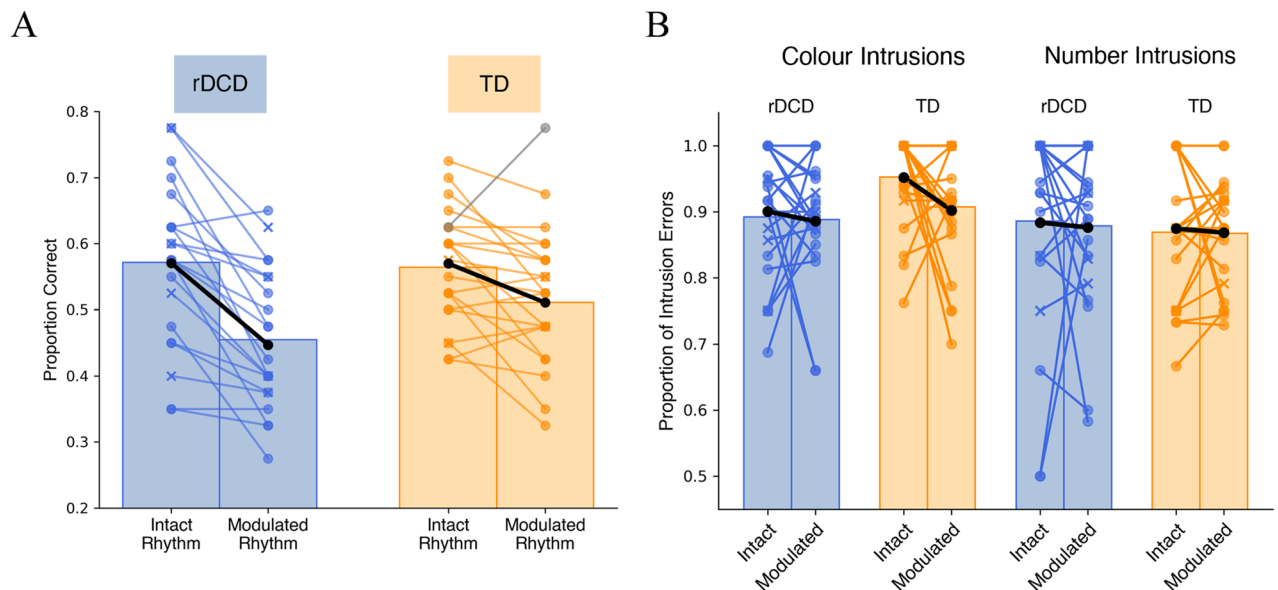 A
rDCD
TD
Proportion Correct
0.8
0.7
0.6
0.5
0.4
0.3
0.2
Intact
Rhythm
Modulated
Rhythm
Intact
Rhythm
Modulated
Rhythm
B
Colour Intrusions
Number Intrusions
rDCD
TD
rDCD
TD
Proportion of Intrusion Errors
1.0
0.9
0.8
0.7
0.6
0.5
Intact
Modulated
Intact
Modulated
Intact
Modulated
Intact
Modulated